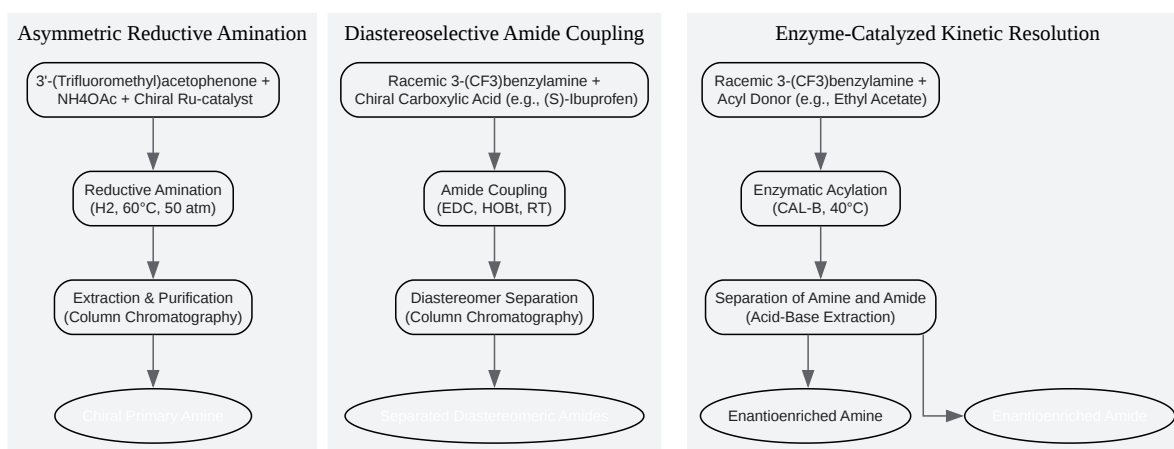 Asymmetric Reductive Amination
3'-(Trifluoromethyl)acetophenone +
NH4OAc + Chiral Ru-catalyst
Reductive Amination
(H2, 60°C, 50 atm)
Extraction & Purification
(Column Chromatography)
Chiral Primary Amine
Diastereoselective Amide Coupling
Racemic 3-(CF3)benzylamine +
Chiral Carboxylic Acid (e.g., (S)-Ibuprofen)
Amide Coupling
(EDC, HOBt, RT)
Diastereomer Separation
(Column Chromatography)
Separated Diastereomeric Amides
Enzyme-Catalyzed Kinetic Resolution
Racemic 3-(CF3)benzylamine +
Acyl Donor (e.g., Ethyl Acetate)
Enzymatic Acylation
(CAL-B, 40°C)
Separation of Amine and Amide
(Acid-Base Extraction)
Enantioenriched Amine
Enantioenriched Amide